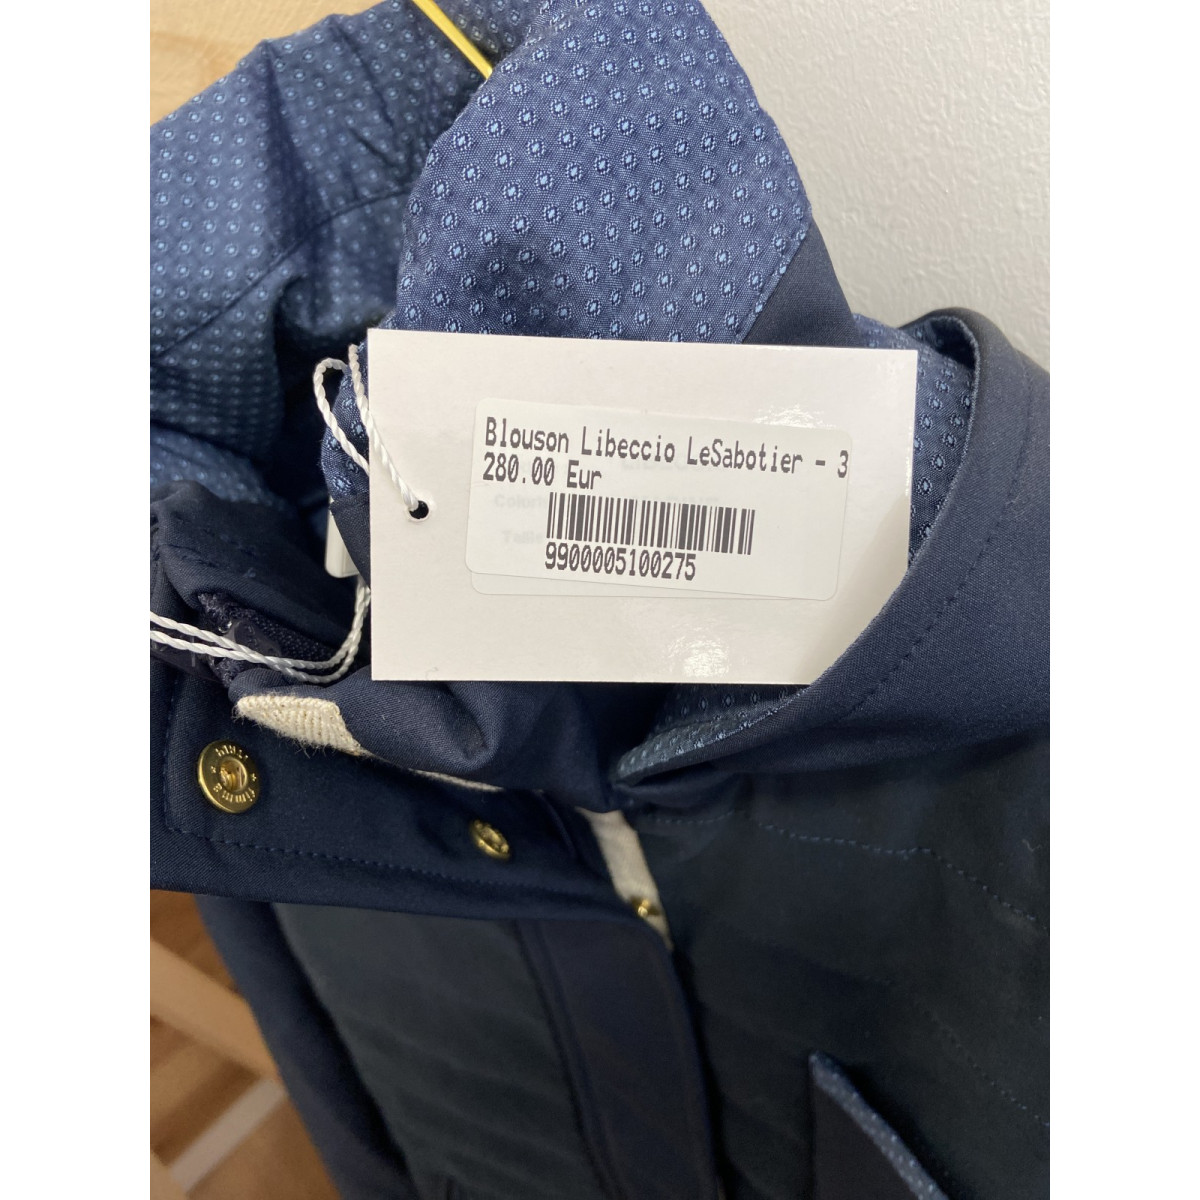 Blouson Libeccio LeSabotier - 3
280.00 Eur
9900005100275